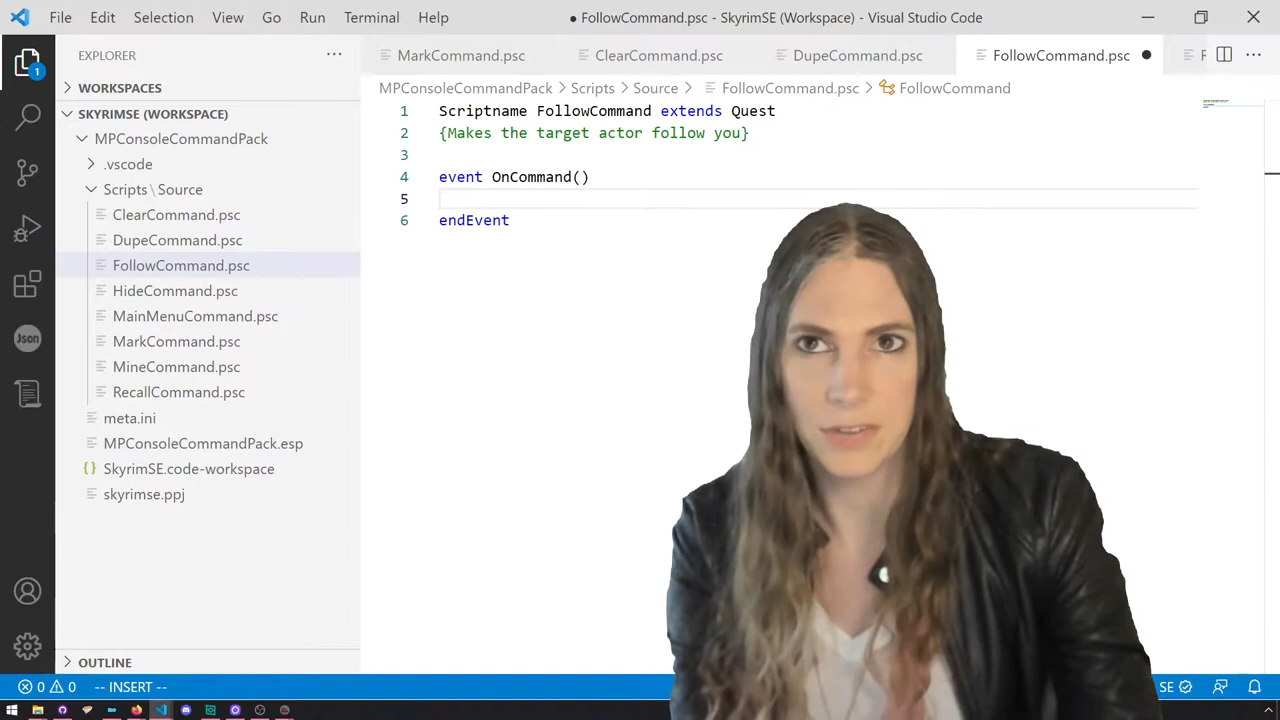 File Edit Selection View Go Run Terminal Help ● FollowCommand.psc - SkyrimSE (Workspace) - Visual Studio Code
EXPLORER
WORKSPACES
SKYRIMSE (WORKSPACE)
MPConsoleCommandPack
.vscode
Scripts\Source
ClearCommand.psc
DupeCommand.psc
FollowCommand.psc
HideCommand.psc
MainMenuCommand.psc
MarkCommand.psc
MineCommand.psc
RecallCommand.psc
meta.ini
MPConsoleCommandPack.esp
{} SkyrimSE.code-workspace
skyrimse.ppj
OUTLINE
1
Json
MarkCommand.psc ClearCommand.psc DupeCommand.psc FollowCommand.psc ●
MPConsoleCommandPack > Scripts > Source > FollowCommand.psc > FollowCommand
1 Scriptname FollowCommand extends Quest
2 {Makes the target actor follow you}
3
4 event OnCommand()
5
6 endEvent
0 0 -- INSERT -- SE